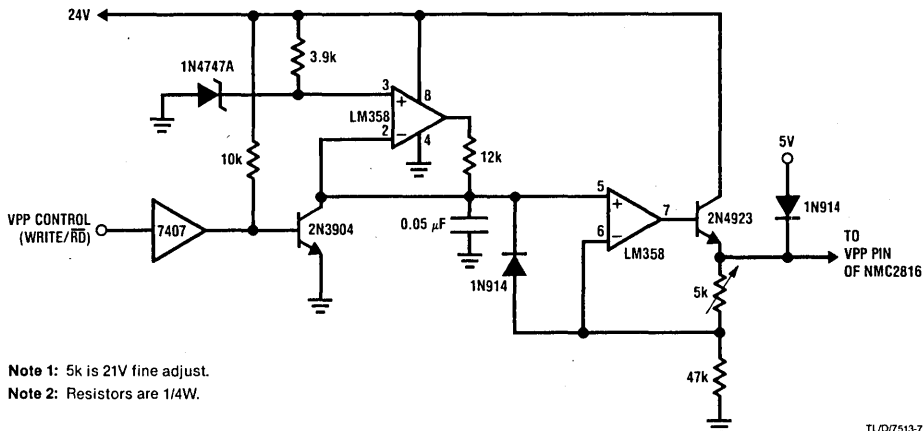 24V
3.9k
1N4747A
3
8
+
LM358
2
−
4
10k
12k
5V
VPP CONTROL
(WRITE/R̅D̅)
7407
2N3904
0.05 µF
1N914
5
+
7
6
−
LM358
2N4923
1N914
TO
VPP PIN
OF NMC2816
5k
47k
Note 1: 5k is 21V fine adjust.
Note 2: Resistors are 1/4W.
TL/D/7513-7